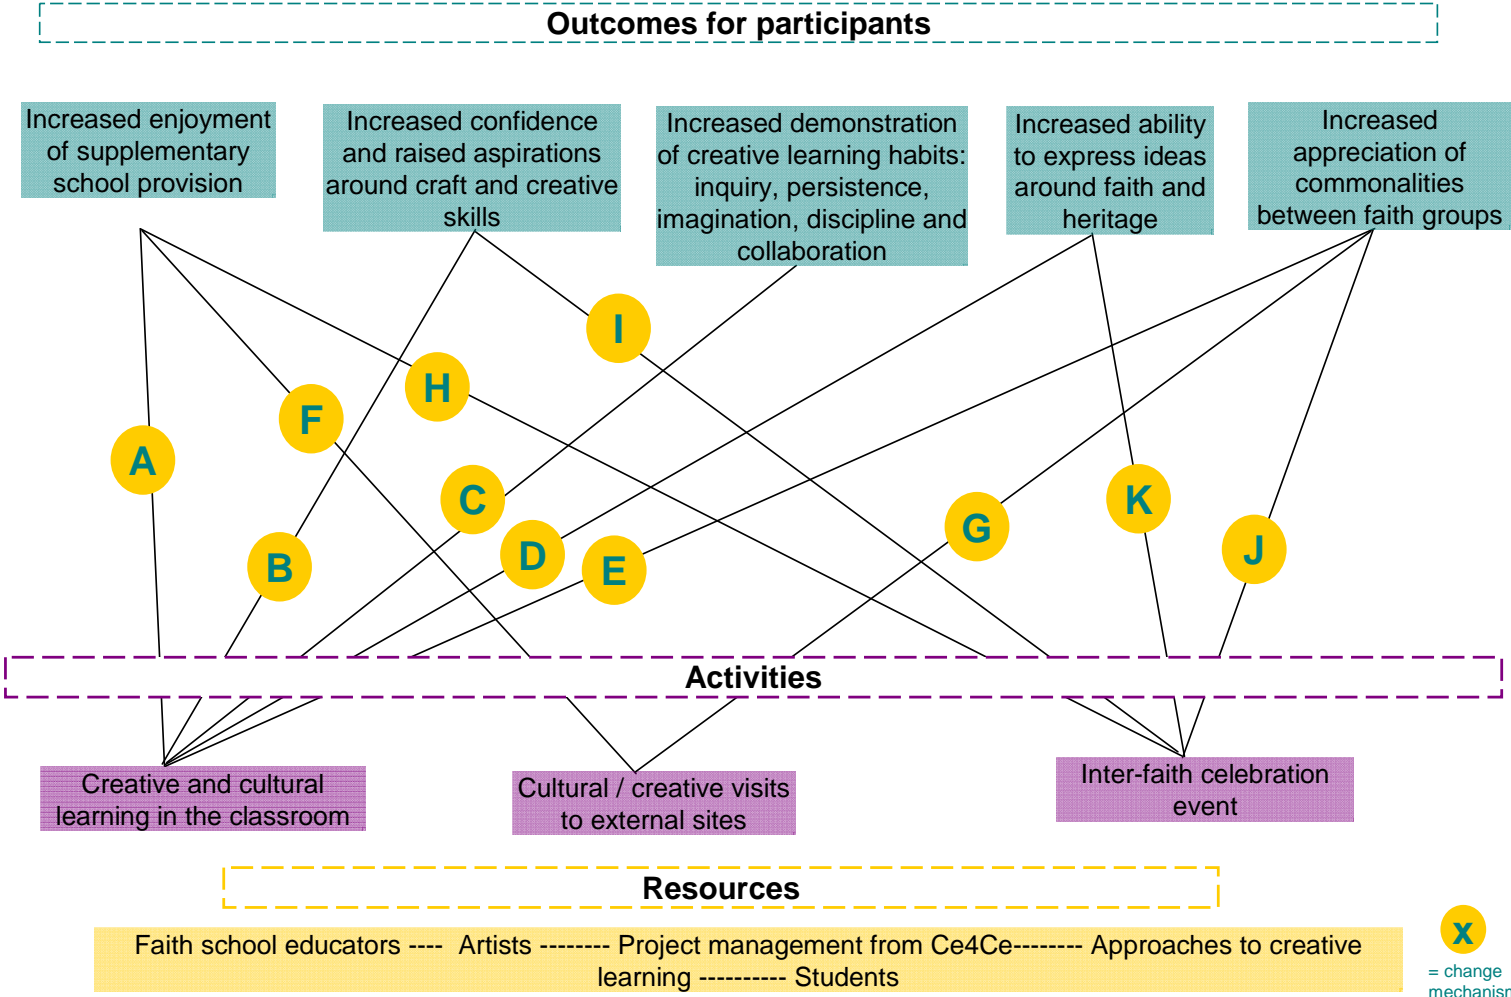 Outcomes for participants
Increased enjoyment
of supplementary
school provision
Increased confidence
and raised aspirations
around craft and creative
skills
Increased demonstration
of creative learning habits:
inquiry, persistence,
imagination, discipline and
collaboration
Increased ability
to express ideas
around faith and
heritage
Increased
appreciation of
commonalities
between faith groups
I
H
F
A
C
K
G
D
J
B
E
Activities
Creative and cultural
learning in the classroom
Cultural / creative visits
to external sites
Inter-faith celebration
event
Resources
Faith school educators ---- Artists -------- Project management from Ce4Ce-------- Approaches to creative
learning ---------- Students
x
= change
mechanism